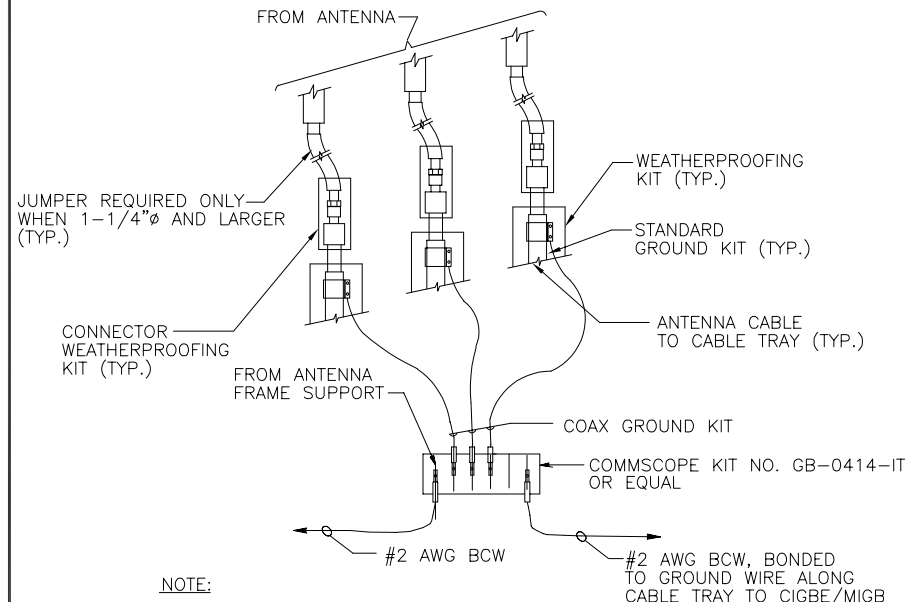 FROM ANTENNA
JUMPER REQUIRED ONLY
WHEN 1-1/4"ø AND LARGER
(TYP.)
WEATHERPROOFING
KIT (TYP.)
STANDARD
GROUND KIT (TYP.)
CONNECTOR
WEATHERPROOFING
KIT (TYP.)
ANTENNA CABLE
TO CABLE TRAY (TYP.)
FROM ANTENNA
FRAME SUPPORT
COAX GROUND KIT
COMMSCOPE KIT NO. GB-0414-IT
OR EQUAL
#2 AWG BCW
#2 AWG BCW, BONDED
TO GROUND WIRE ALONG
CABLE TRAY TO CIGBE/MIGB
NOTE: